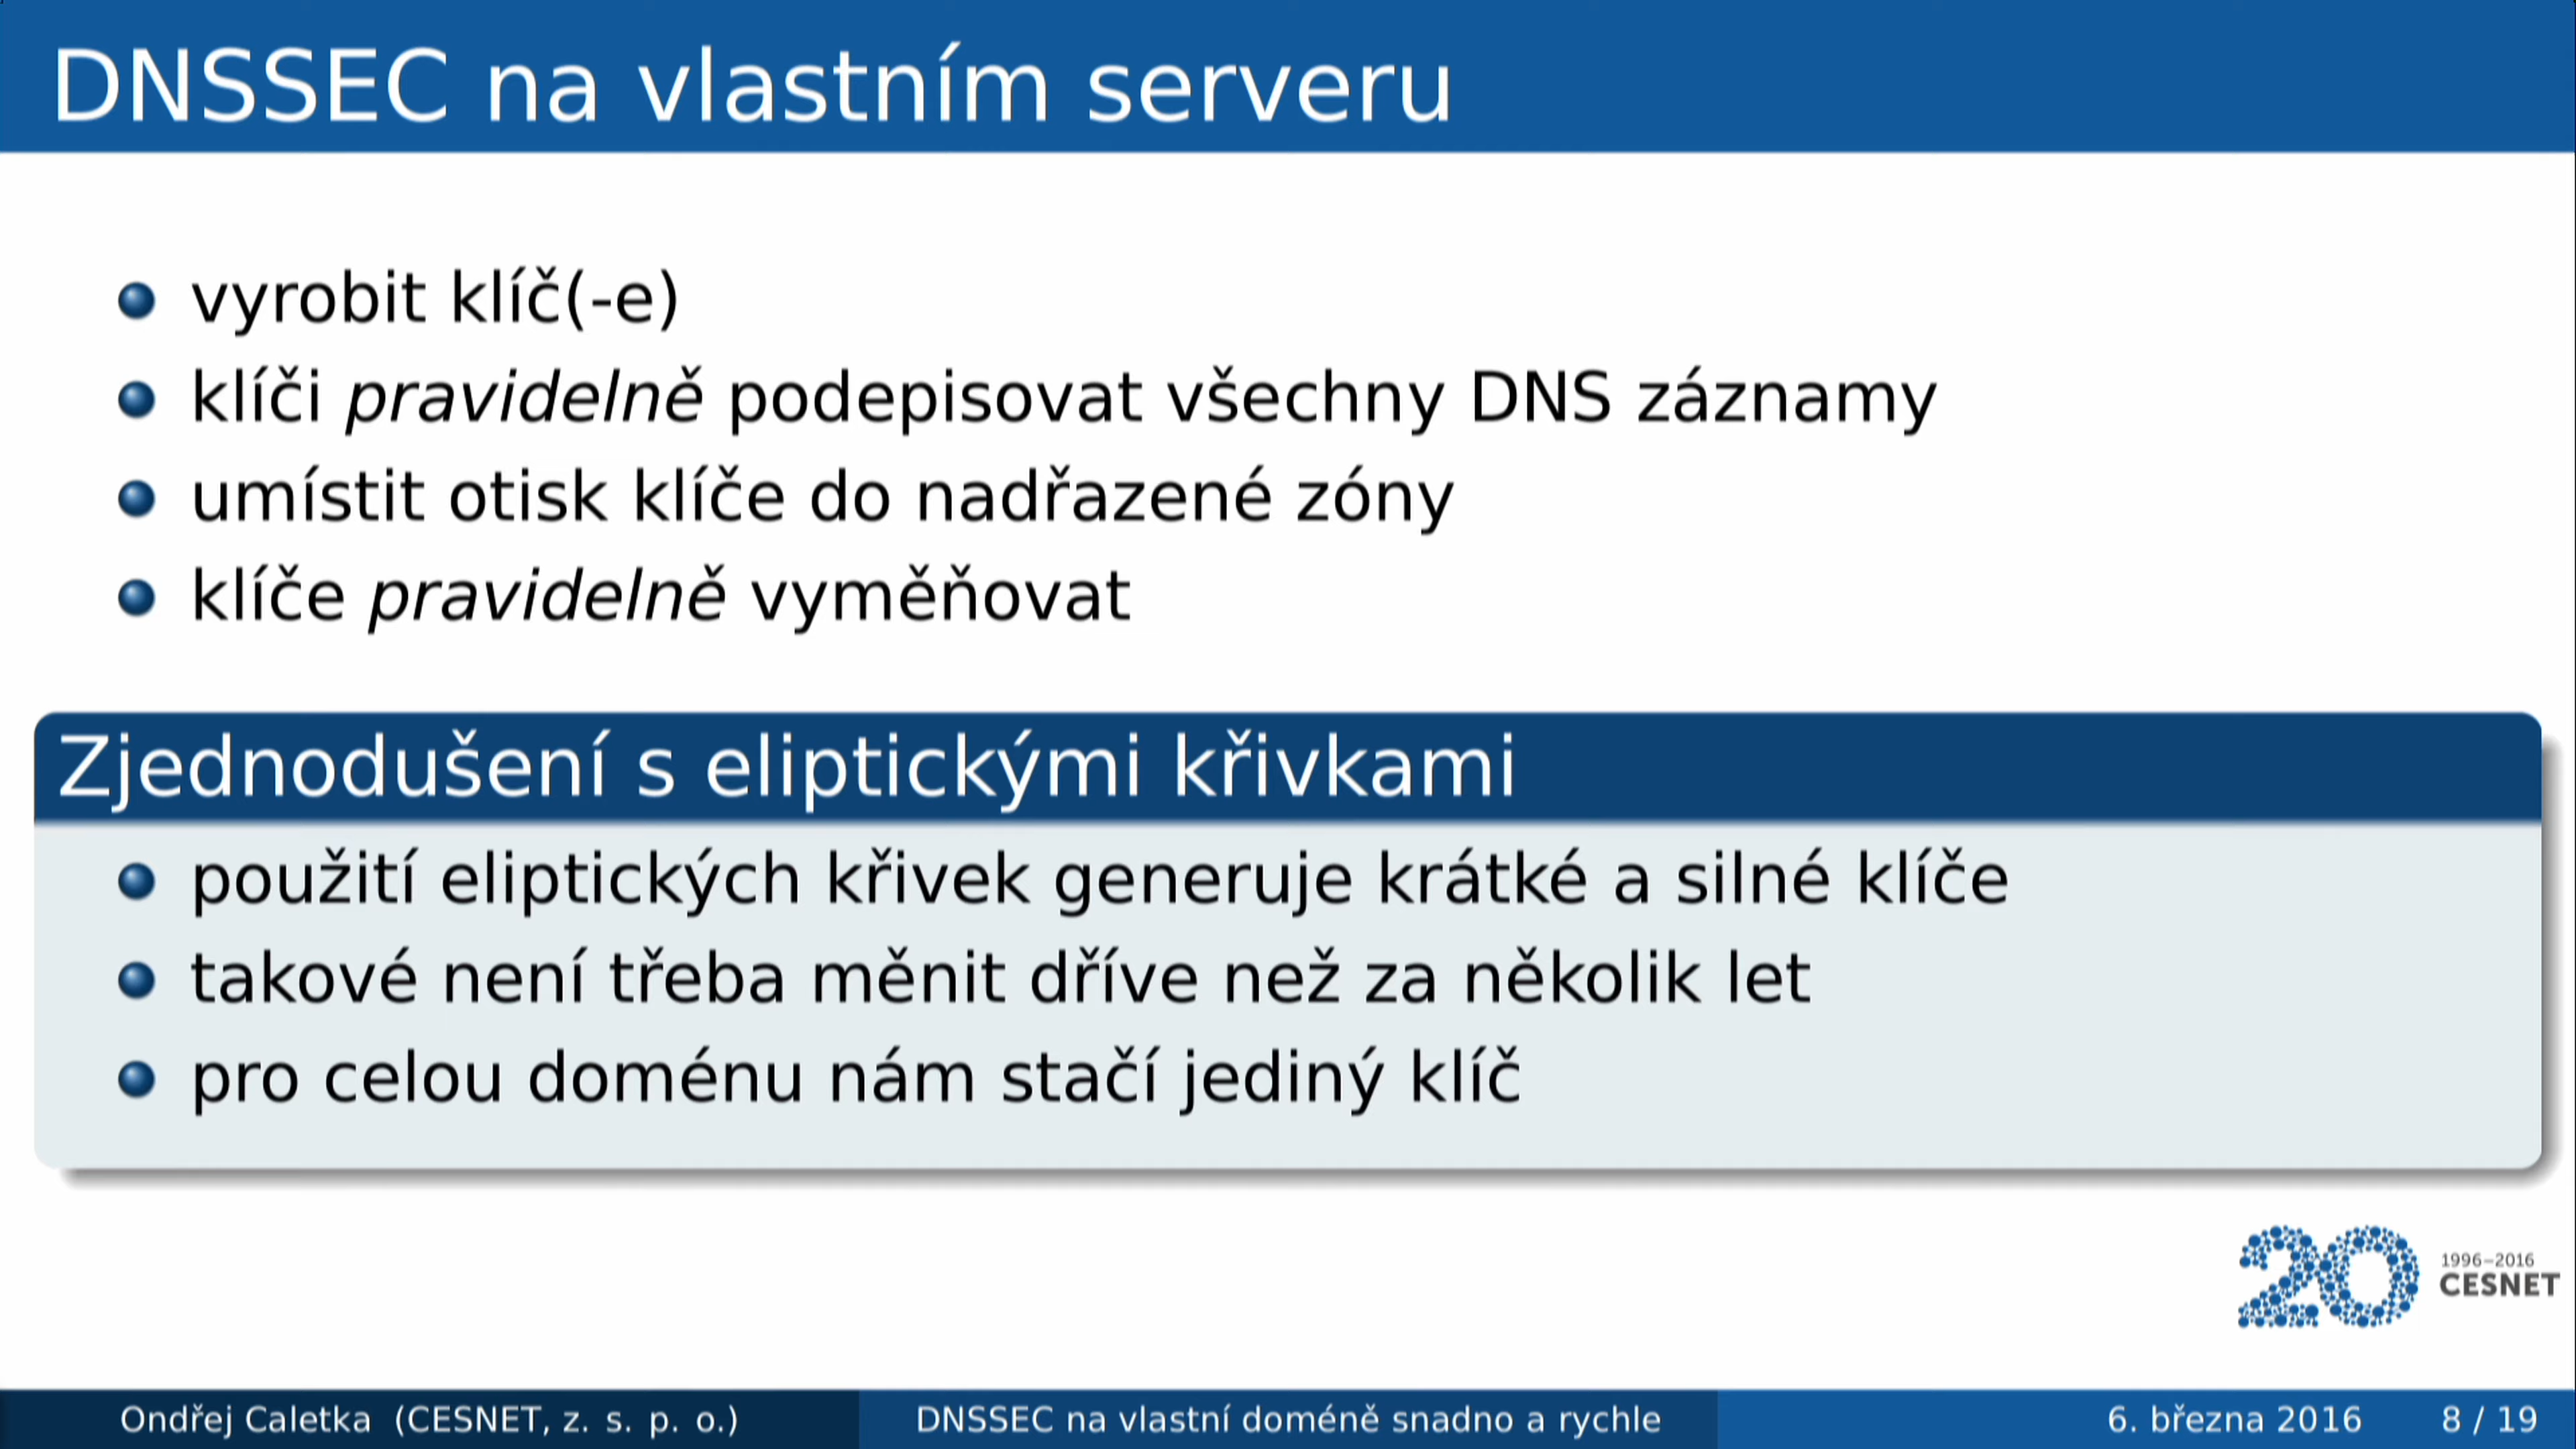 DNSSEC na vlastním serveru
vyrobit klíč(-e)
klíči pravidelně podepisovat všechny DNS záznamy
umístit otisk klíče do nadřazené zóny
klíče pravidelně vyměňovat
Zjednodušení s eliptickými křivkami
použití eliptických křivek generuje krátké a silné klíče
takové není třeba měnit dříve než za několik let
pro celou doménu nám stačí jediný klíč
20 1996–2016
CESNET
Ondřej Caletka (CESNET, z. s. p. o.) DNSSEC na vlastní doméně snadno a rychle 6. března 2016 8 / 19